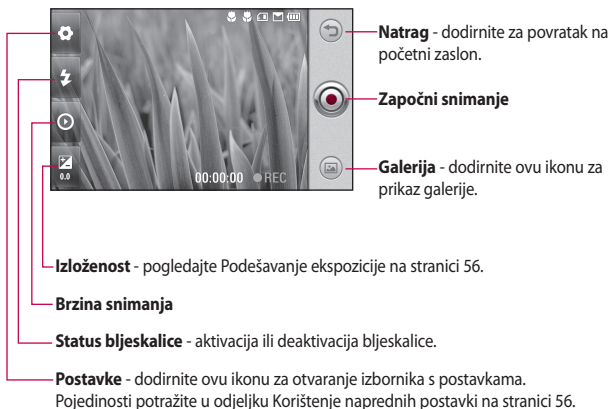 Natrag - dodirnite za povratak na
početni zaslon.
Započni snimanje
0.0
00:00:00 REC
Galerija - dodirnite ovu ikonu za
prikaz galerije.
Izloženost - pogledajte Podešavanje ekspozicije na stranici 56.
Brzina snimanja
Status bljeskalice - aktivacija ili deaktivacija bljeskalice.
Postavke - dodirnite ovu ikonu za otvaranje izbornika s postavkama.
Pojedinosti potražite u odjeljku Korištenje naprednih postavki na stranici 56.